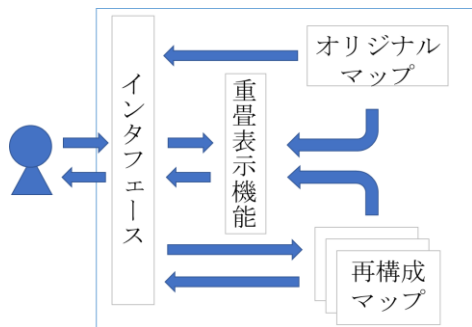 インタフェース
重畳表示機能
オリジナル
マップ
再構成
マップ